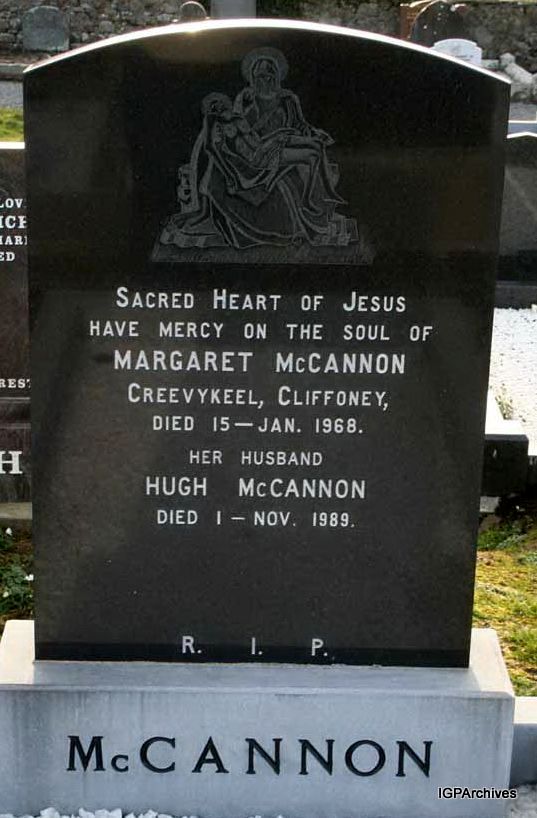 Sacred Heart of Jesus
have mercy on the soul of
MARGARET McCANNON
Creevykeel, Cliffoney,
died 15 — Jan. 1968.
her husband
HUGH McCANNON
died 1 — Nov. 1989.
R. I. P.
McCANNON
IGPArchives